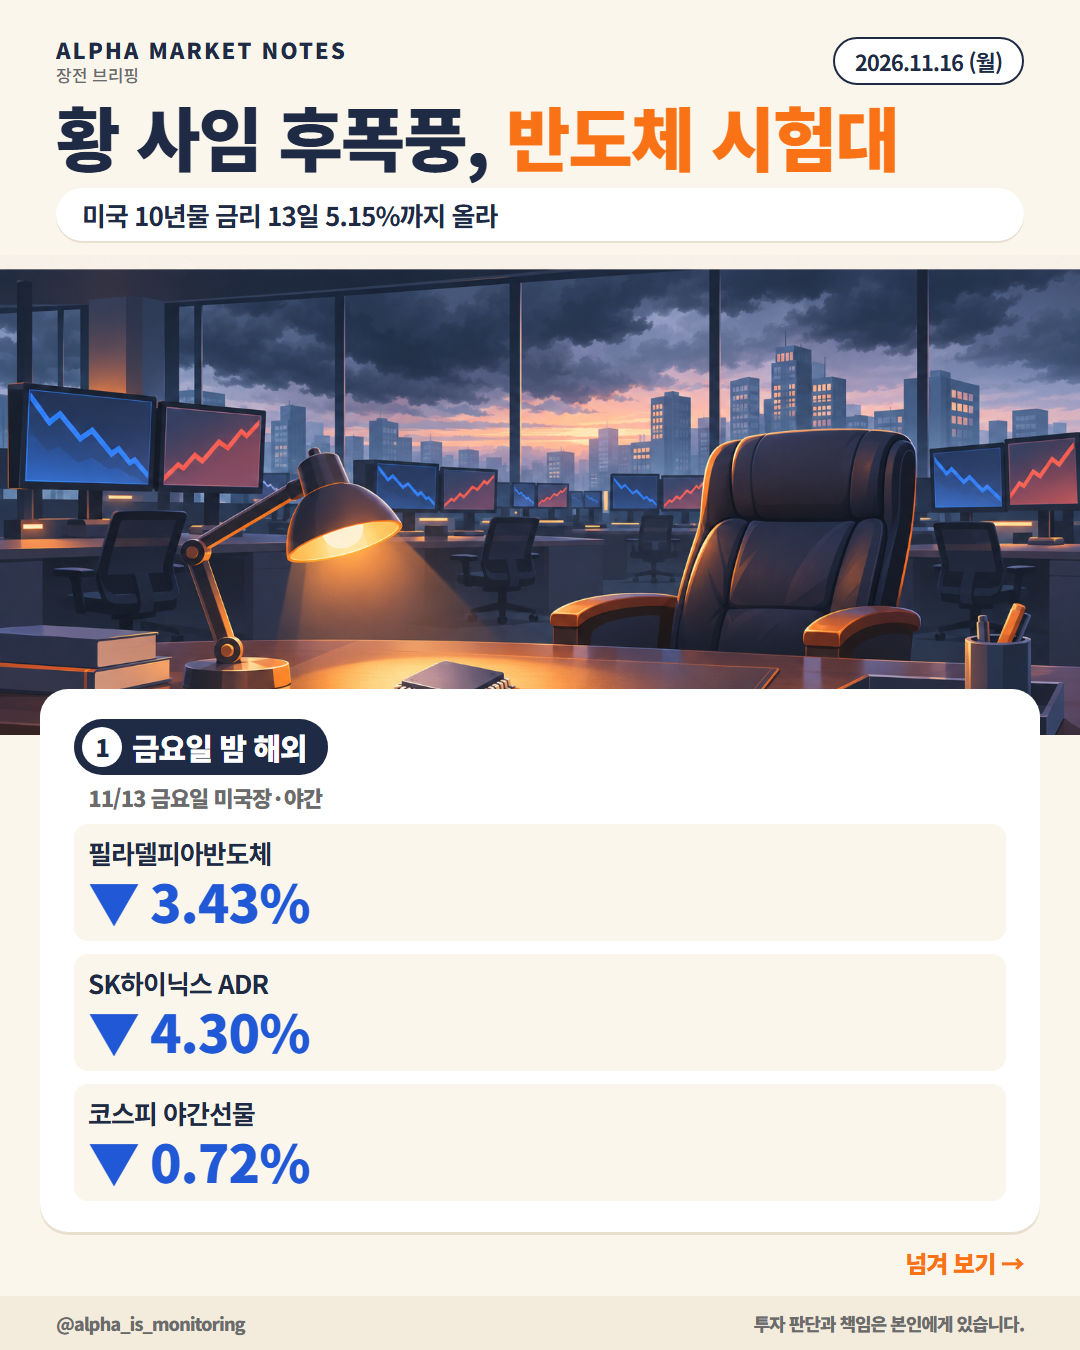 ALPHA MARKET NOTES
장전 브리핑
2026.11.16 (월)
황 사임 후폭풍, 반도체 시험대
미국 10년물 금리 13일 5.15%까지 올라
1 금요일 밤 해외
11/13 금요일 미국장·야간
필라델피아반도체
▼ 3.43%
SK하이닉스 ADR
▼ 4.30%
코스피 야간선물
▼ 0.72%
넘겨 보기 →
@alpha_is_monitoring
투자 판단과 책임은 본인에게 있습니다.